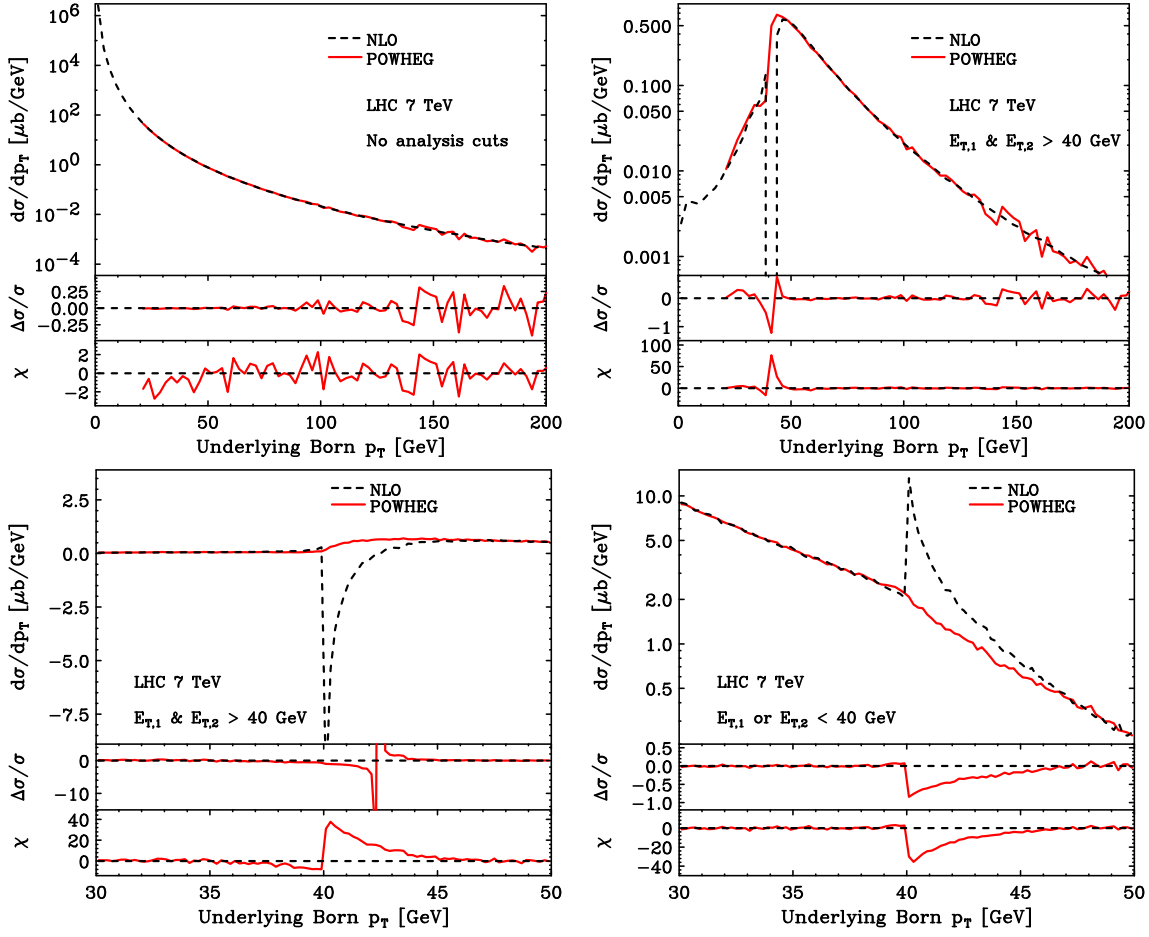 10⁶
10⁴
10²
10⁰
10⁻²
10⁻⁴
dσ/dp_T [μb/GeV]
NLO
POWHEG
LHC 7 TeV
No analysis cuts
0.25
0.00
−0.25
Δσ/σ
2
0
−2
χ
0 50 100 150 200
Underlying Born p_T [GeV]
0.500
0.100
0.050
0.010
0.005
0.001
dσ/dp_T [μb/GeV]
NLO
POWHEG
LHC 7 TeV
E_T,1 & E_T,2 > 40 GeV
0
−1
Δσ/σ
100
50
0
χ
0 50 100 150 200
Underlying Born p_T [GeV]
2.5
0.0
−2.5
−5.0
−7.5
dσ/dp_T [μb/GeV]
NLO
POWHEG
LHC 7 TeV
E_T,1 & E_T,2 > 40 GeV
0
−10
Δσ/σ
40
20
0
χ
30 35 40 45 50
Underlying Born p_T [GeV]
10.0
5.0
2.0
1.0
0.5
dσ/dp_T [μb/GeV]
NLO
POWHEG
LHC 7 TeV
E_T,1 or E_T,2 < 40 GeV
0.5
0.0
−0.5
−1.0
Δσ/σ
0
−20
−40
χ
30 35 40 45 50
Underlying Born p_T [GeV]